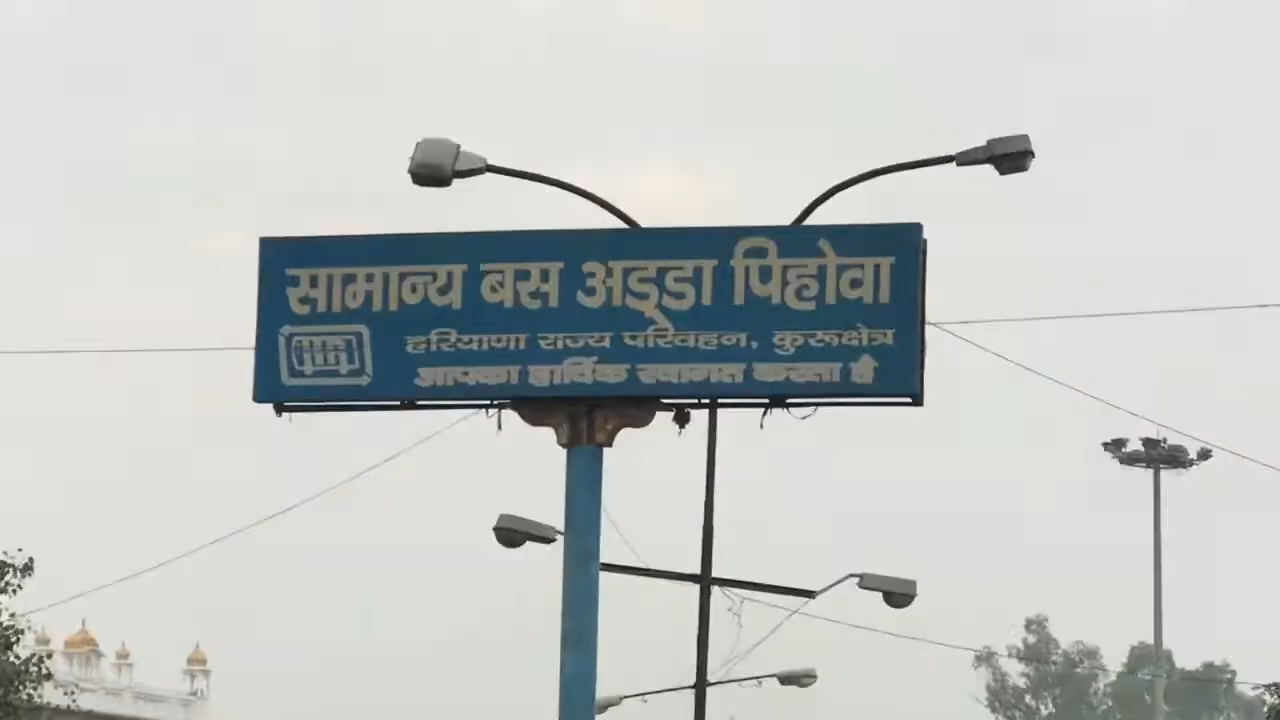 सामान्य बस अड्डा पिहोवा
हरियाणा राज्य परिवहन, कुरूक्षेत्र
आपका हार्दिक स्वागत करता है